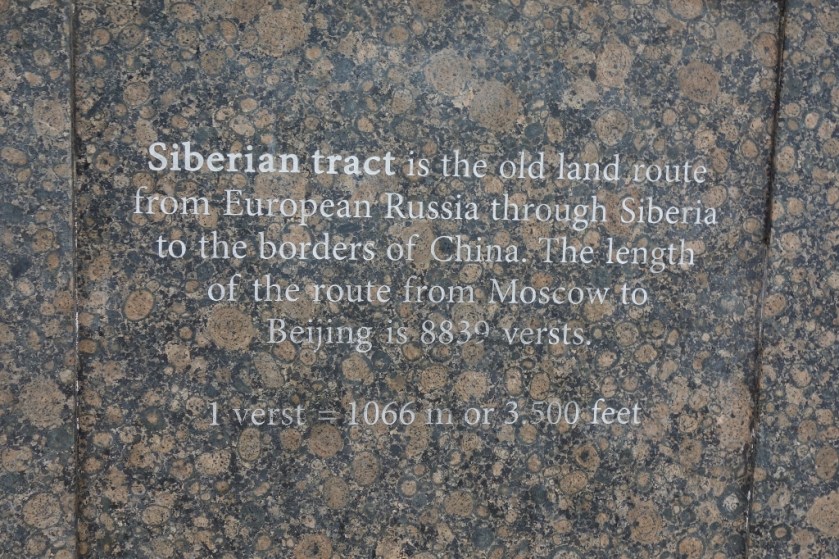 Siberian tract is the old land route
from European Russia through Siberia
to the borders of China. The length
of the route from Moscow to
Beijing is 8839 versts.
1 verst = 1066 m or 3.500 feet